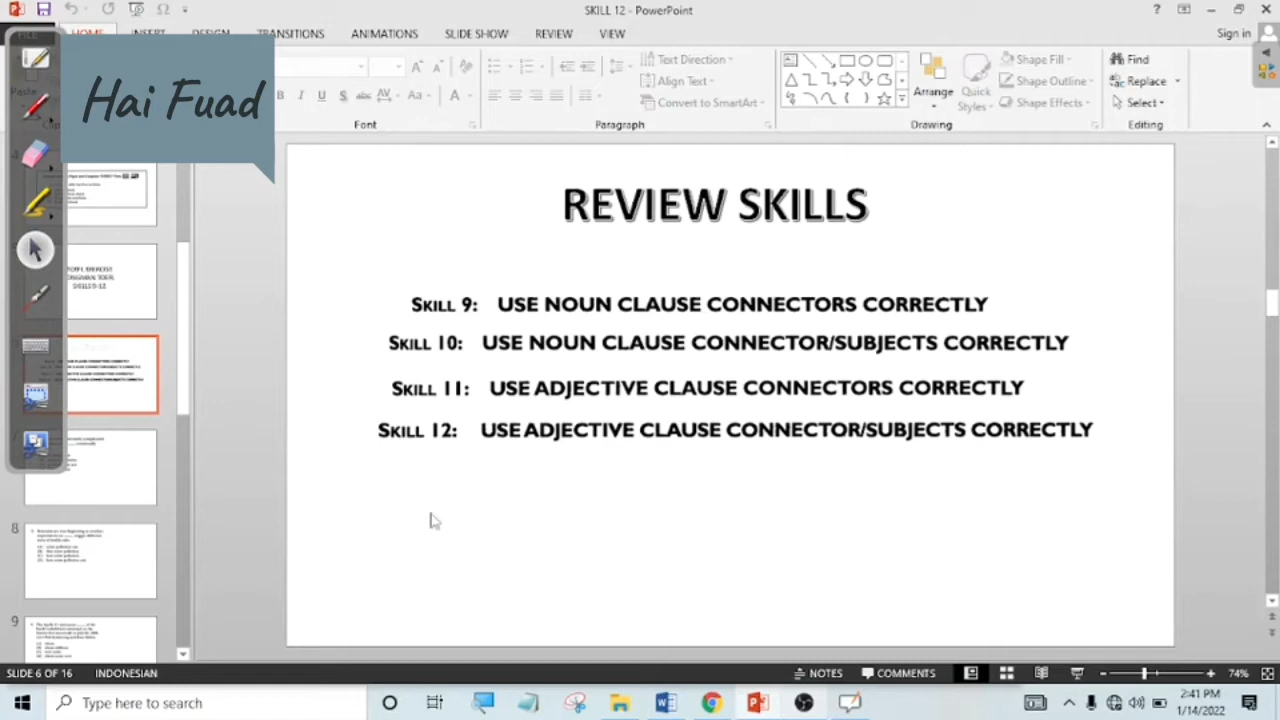 SKILL 12 - PowerPoint
FILE HOME INSERT DESIGN TRANSITIONS ANIMATIONS SLIDE SHOW REVIEW VIEW
Sign in
Hai Fuad
Paste
Font
Text Direction
Align Text
Convert to SmartArt
Paragraph
Arrange
Quick Styles
Shape Fill
Shape Outline
Shape Effects
Drawing
Find
Replace
Select
Editing
REVIEW SKILLS
SKILL 9: USE NOUN CLAUSE CONNECTORS CORRECTLY
SKILL 10: USE NOUN CLAUSE CONNECTOR/SUBJECTS CORRECTLY
SKILL 11: USE ADJECTIVE CLAUSE CONNECTORS CORRECTLY
SKILL 12: USE ADJECTIVE CLAUSE CONNECTOR/SUBJECTS CORRECTLY
8
9
SLIDE 6 OF 16 INDONESIAN
NOTES COMMENTS 74%
Type here to search
2:41 PM
1/14/2022